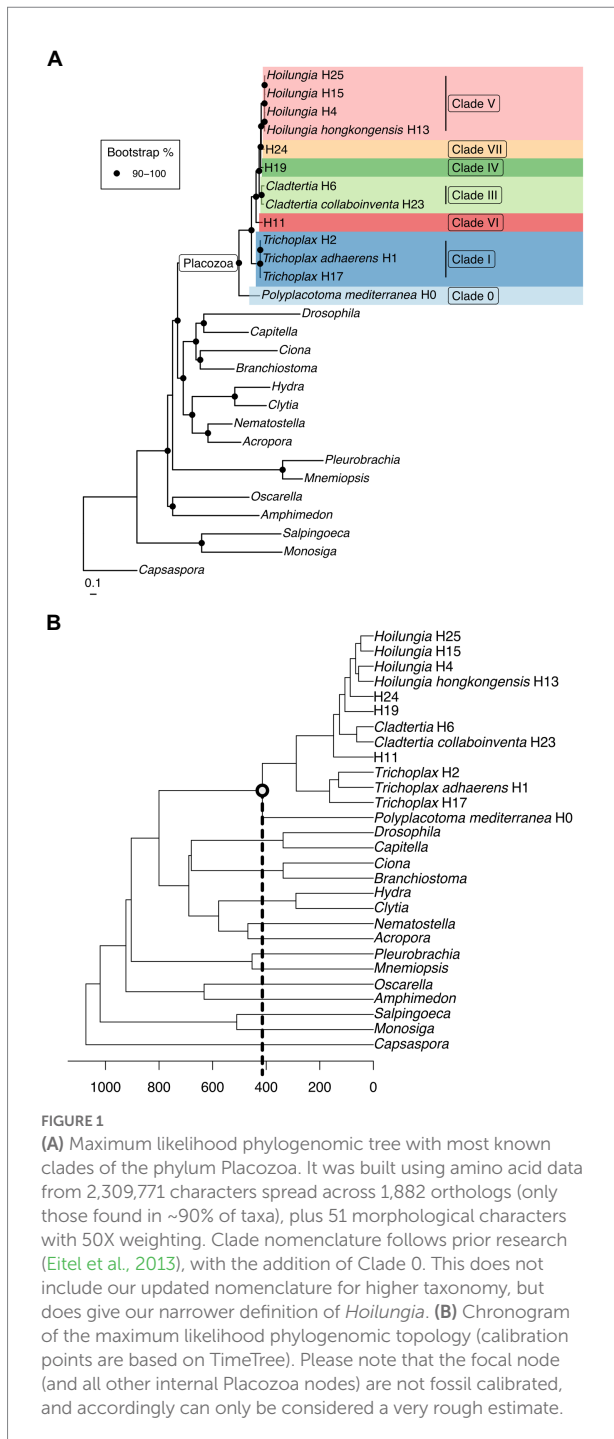 A
Bootstrap %
90–100
Hoilungia H25
Hoilungia H15
Hoilungia H4
Hoilungia hongkongensis H13
Clade V
H24
Clade VII
H19
Clade IV
Cladtertia H6
Cladtertia collaboinventa H23
Clade III
H11
Clade VI
Trichoplax H2
Trichoplax adhaerens H1
Trichoplax H17
Clade I
Placozoa
Polyplacotoma mediterranea H0
Clade 0
Drosophila
Capitella
Ciona
Branchiostoma
Hydra
Clytia
Nematostella
Acropora
Pleurobrachia
Mnemiopsis
Oscarella
Amphimedon
Salpingoeca
Monosiga
Capsaspora
0.1
B
Hoilungia H25
Hoilungia H15
Hoilungia H4
Hoilungia hongkongensis H13
H24
H19
Cladtertia H6
Cladtertia collaboinventa H23
H11
Trichoplax H2
Trichoplax adhaerens H1
Trichoplax H17
Polyplacotoma mediterranea H0
Drosophila
Capitella
Ciona
Branchiostoma
Hydra
Clytia
Nematostella
Acropora
Pleurobrachia
Mnemiopsis
Oscarella
Amphimedon
Salpingoeca
Monosiga
Capsaspora
1000 800 600 400 200 0
FIGURE 1
(A) Maximum likelihood phylogenomic tree with most known
clades of the phylum Placozoa. It was built using amino acid data
from 2,309,771 characters spread across 1,882 orthologs (only
those found in ~90% of taxa), plus 51 morphological characters
with 50X weighting. Clade nomenclature follows prior research
(Eitel et al., 2013), with the addition of Clade 0. This does not
include our updated nomenclature for higher taxonomy, but
does give our narrower definition of Hoilungia. (B) Chronogram
of the maximum likelihood phylogenomic topology (calibration
points are based on TimeTree). Please note that the focal node
(and all other internal Placozoa nodes) are not fossil calibrated,
and accordingly can only be considered a very rough estimate.